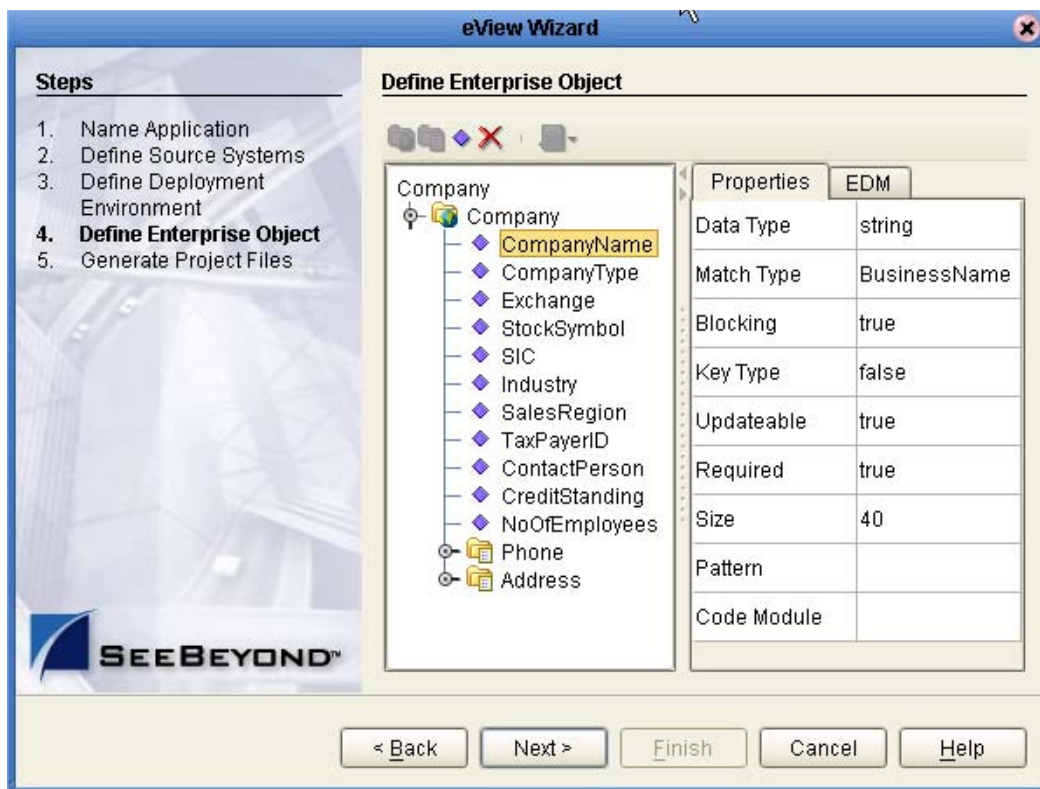 eView Wizard
Steps
1. Name Application
2. Define Source Systems
3. Define Deployment
Environment
4. Define Enterprise Object
5. Generate Project Files
SEEBEYOND™
Define Enterprise Object
Company
Company
CompanyName
CompanyType
Exchange
StockSymbol
SIC
Industry
SalesRegion
TaxPayerID
ContactPerson
CreditStanding
NoOfEmployees
Phone
Address
Properties EDM
Data Type string
Match Type BusinessName
Blocking true
Key Type false
Updateable true
Required true
Size 40
Pattern
Code Module
< Back Next > Finish Cancel Help